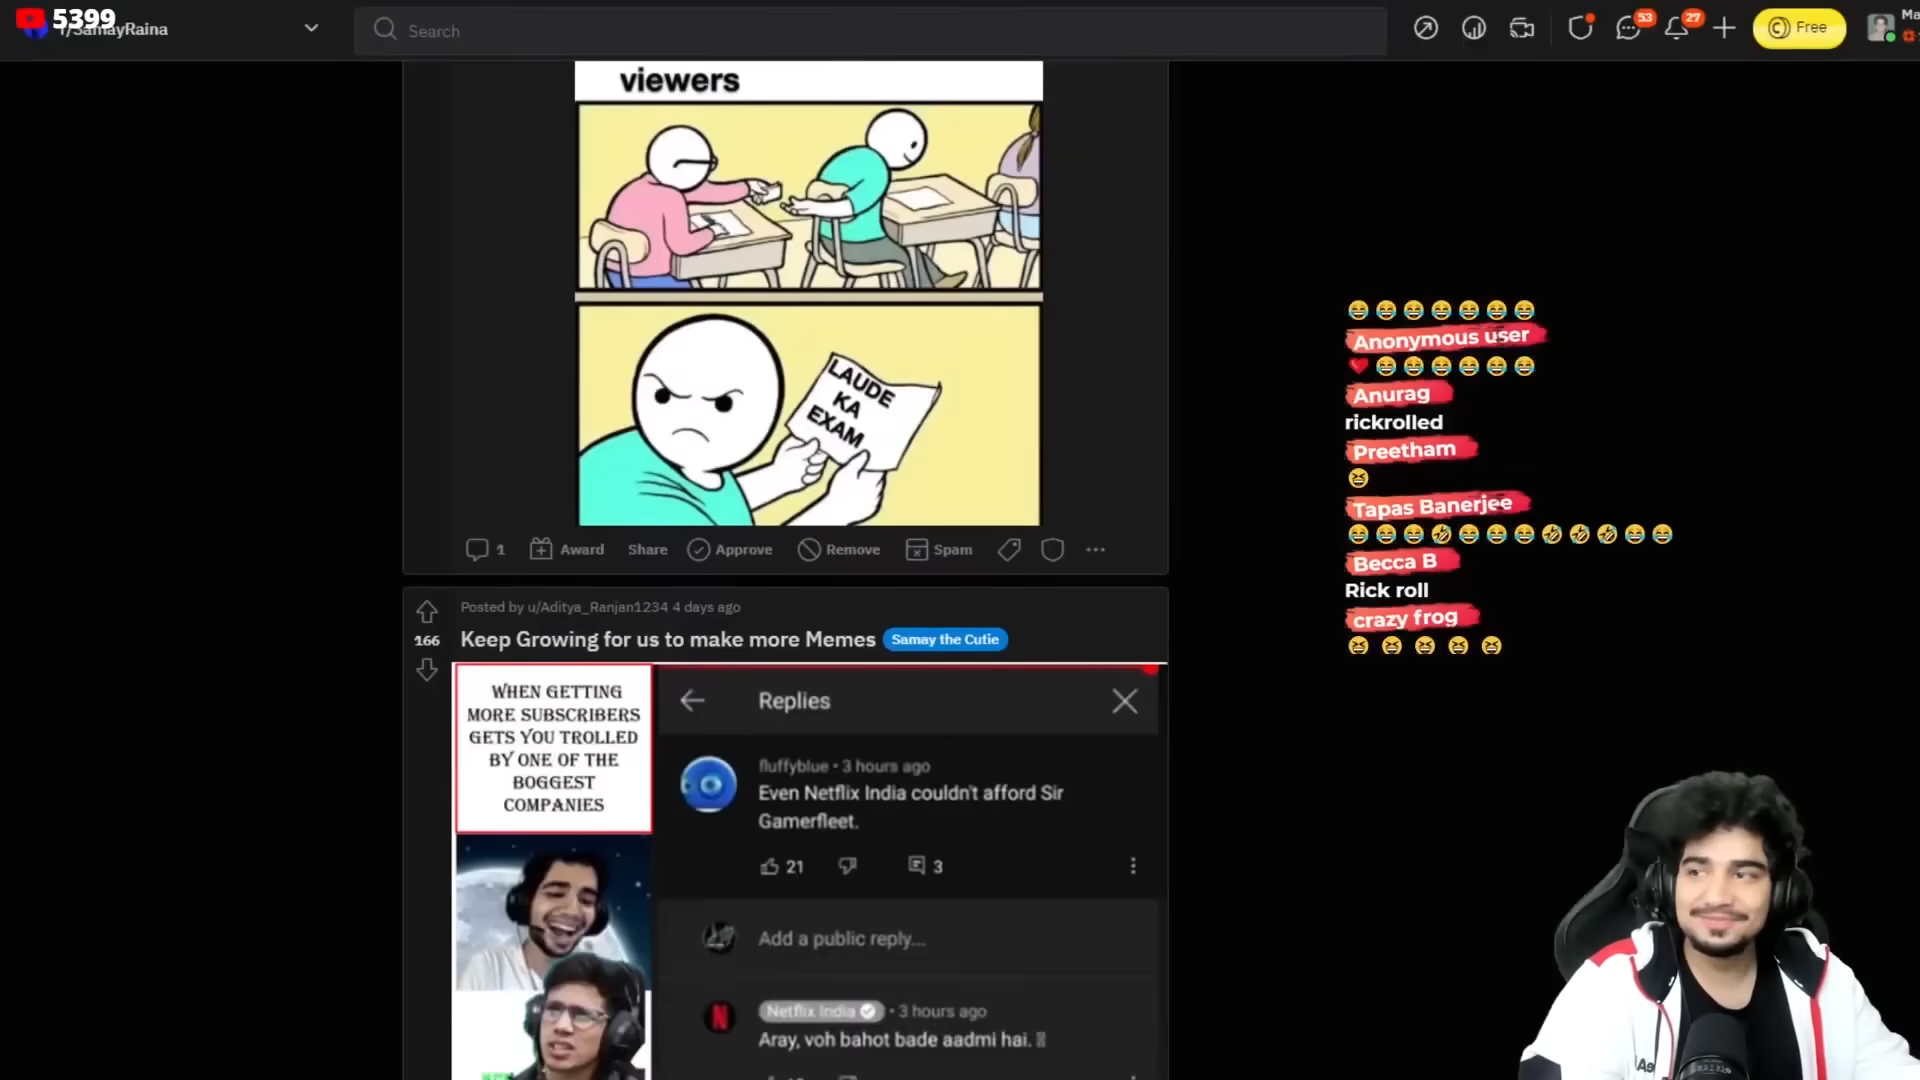 5399
r/SamayRaina
Search
53
27
Free
Ma
viewers
LAUDE
KA
EXAM
1
Award
Share
Approve
Remove
Spam
Posted by u/Aditya_Ranjan1234 4 days ago
166
Keep Growing for us to make more Memes
Samay the Cutie
WHEN GETTING
MORE SUBSCRIBERS
GETS YOU TROLLED
BY ONE OF THE
BOGGEST
COMPANIES
Replies
fluffyblue • 3 hours ago
Even Netflix India couldn't afford Sir
Gamerfleet.
21
3
Add a public reply...
Netflix India • 3 hours ago
Aray, voh bahot bade aadmi hai.
Anonymous user
Anurag
rickrolled
Preetham
Tapas Banerjee
Becca B
Rick roll
crazy frog